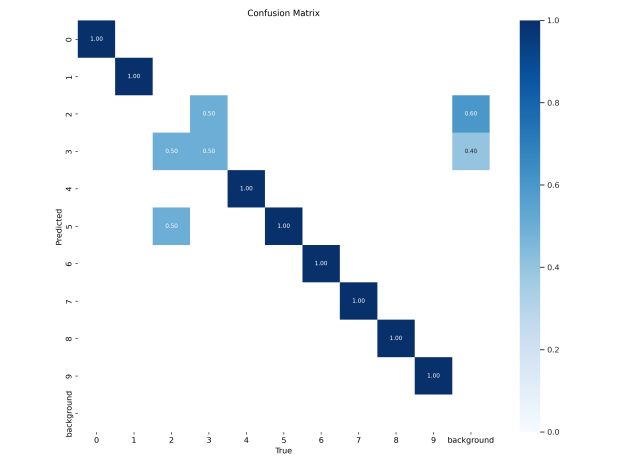 Confusion Matrix
0 1.00 1.0
1 1.00
2 0.50 0.60 0.8
3 0.50 0.50 0.40
4 1.00 0.6
5 0.50 1.00
6 1.00 0.4
7 1.00
8 1.00 0.2
9 1.00
background 0.0
Predicted
0 1 2 3 4 5 6 7 8 9 background
True